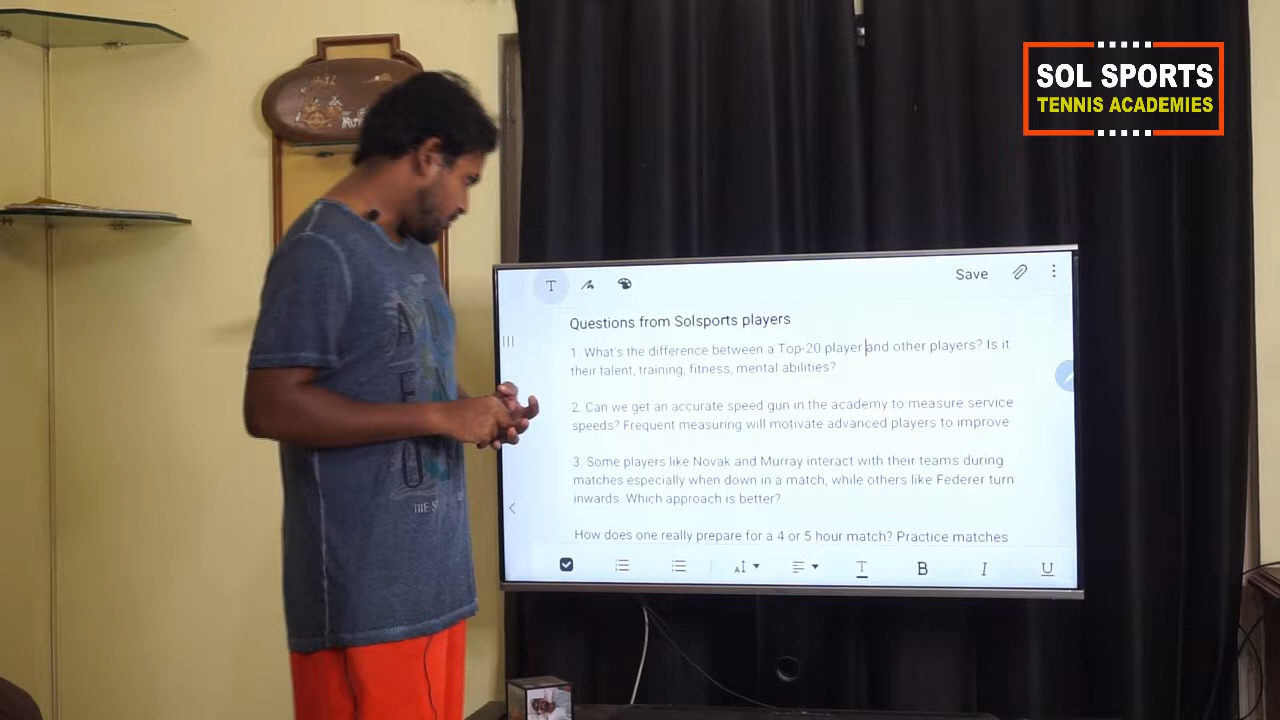 SOL SPORTS
TENNIS ACADEMIES
Save
Questions from Solsports players
1. What's the difference between a Top-20 player and other players? Is it
their talent, training, fitness, mental abilities?
2. Can we get an accurate speed gun in the academy to measure service
speeds? Frequent measuring will motivate advanced players to improve
3. Some players like Novak and Murray interact with their teams during
matches especially when down in a match, while others like Federer turn
inwards. Which approach is better?
How does one really prepare for a 4 or 5 hour match? Practice matches